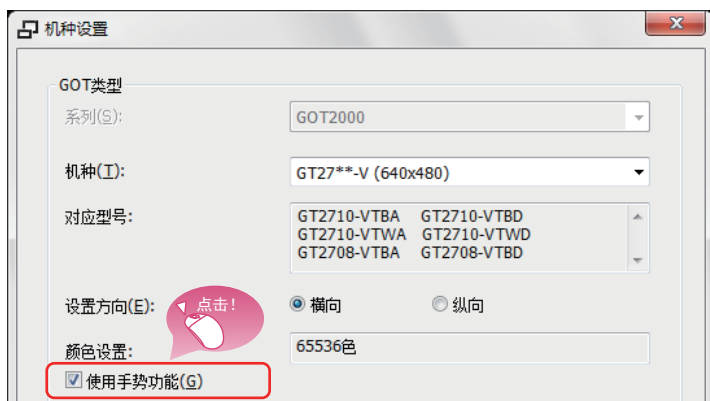 机种设置
GOT类型
系列(S):
GOT2000
机种(T):
GT27**-V (640x480)
对应型号:
GT2710-VTBA GT2710-VTBD
GT2710-VTWA GT2710-VTWD
GT2708-VTBA GT2708-VTBD
设置方向(E):
点击!
横向
纵向
颜色设置:
65536色
使用手势功能(G)